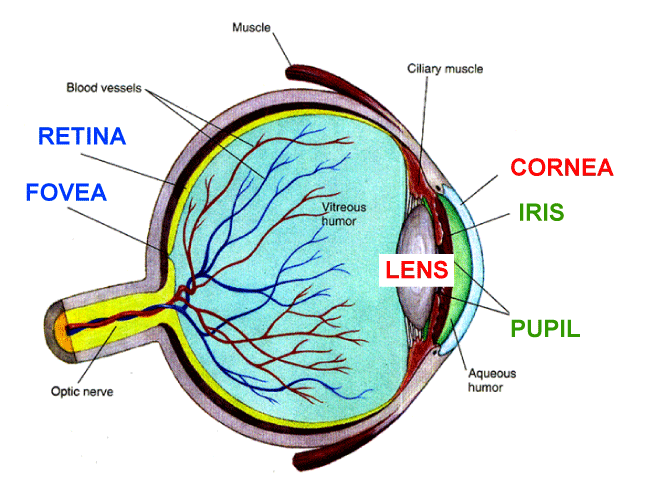 Muscle
Ciliary muscle
Blood vessels
RETINA
CORNEA
FOVEA
Vitreous
humor
IRIS
LENS
PUPIL
Aqueous
humor
Optic nerve